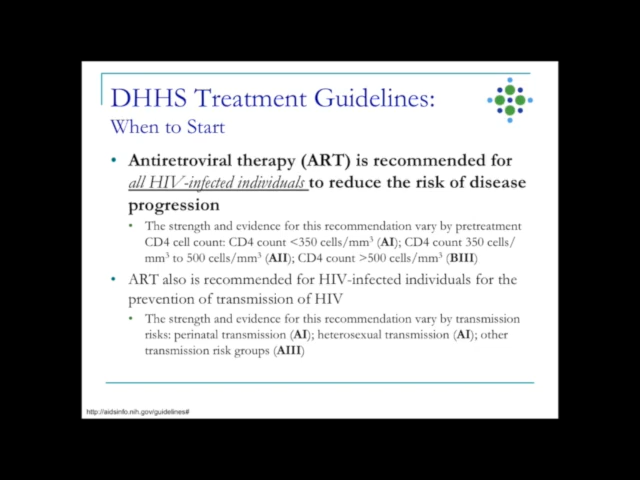 DHHS Treatment Guidelines:
When to Start
• Antiretroviral therapy (ART) is recommended for
all HIV-infected individuals to reduce the risk of disease
progression
• The strength and evidence for this recommendation vary by pretreatment
CD4 cell count: CD4 count <350 cells/mm³ (AI); CD4 count 350 cells/
mm³ to 500 cells/mm³ (AII); CD4 count >500 cells/mm³ (BIII)
• ART also is recommended for HIV-infected individuals for the
prevention of transmission of HIV
• The strength and evidence for this recommendation vary by transmission
risks: perinatal transmission (AI); heterosexual transmission (AI); other
transmission risk groups (AIII)
http://aidsinfo.nih.gov/guidelines#